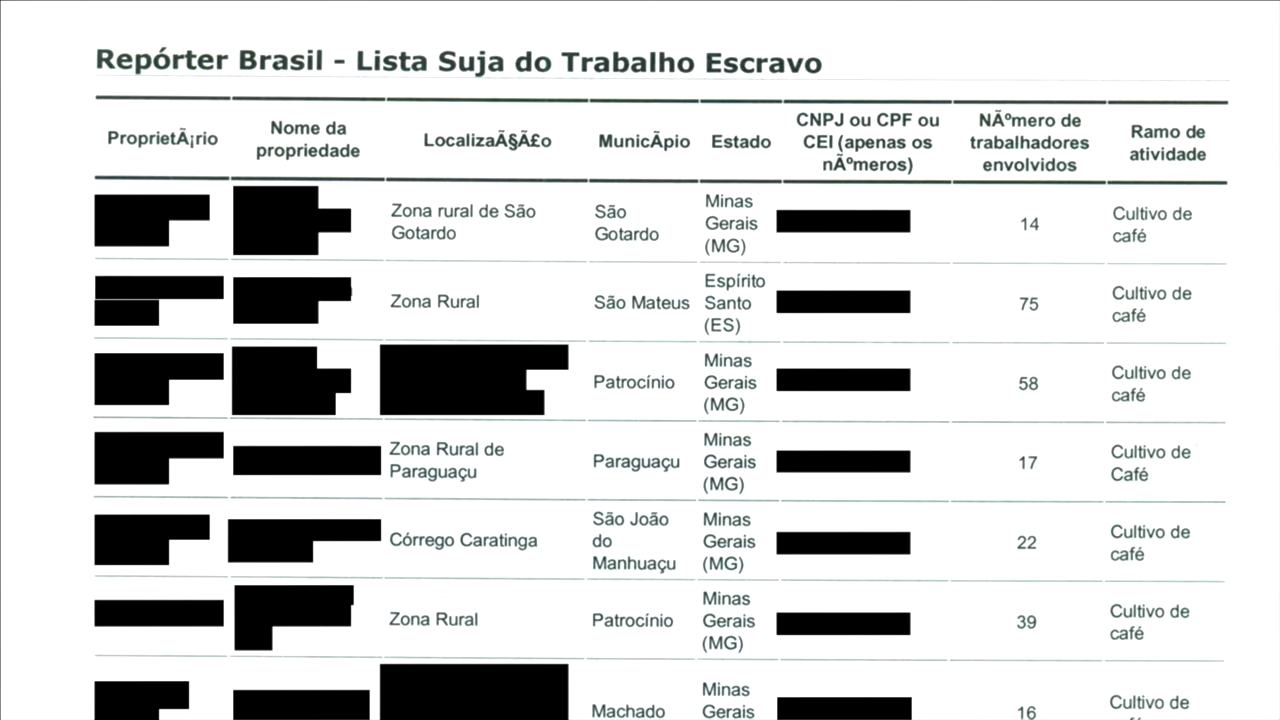 Repórter Brasil - Lista Suja do Trabalho Escravo
ProprietÃ¡rio
Nome da
propriedade
LocalizaÃ§Ã£o
MunicÃpio
Estado
CNPJ ou CPF ou
CEI (apenas os
nÃºmeros)
NÃºmero de
trabalhadores
envolvidos
Ramo de
atividade
Zona rural de São
Gotardo
São
Gotardo
Minas
Gerais
(MG)
14
Cultivo de
café
Zona Rural
São Mateus
Espírito
Santo
(ES)
75
Cultivo de
café
Patrocínio
Minas
Gerais
(MG)
58
Cultivo de
café
Zona Rural de
Paraguaçu
Paraguaçu
Minas
Gerais
(MG)
17
Cultivo de
Café
Córrego Caratinga
São João
do
Manhuaçu
Minas
Gerais
(MG)
22
Cultivo de
café
Zona Rural
Patrocínio
Minas
Gerais
(MG)
39
Cultivo de
café
Machado
Minas
Gerais
16
Cultivo de